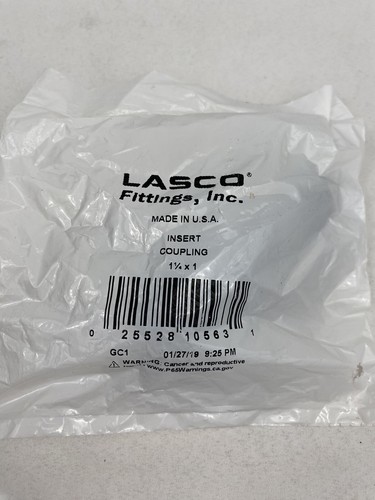 LASCO®
Fittings, Inc.
MADE IN U.S.A.
INSERT
COUPLING
1¼ x 1
0 25528 10563 1
GC1 01/27/19 9:25 PM
WARNING: Cancer and reproductive
www.P65Warnings.ca.gov